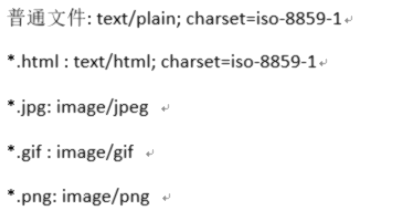 普通文件: text/plain; charset=iso-8859-1
*.html : text/html; charset=iso-8859-1
*.jpg: image/jpeg
*.gif : image/gif
*.png: image/png